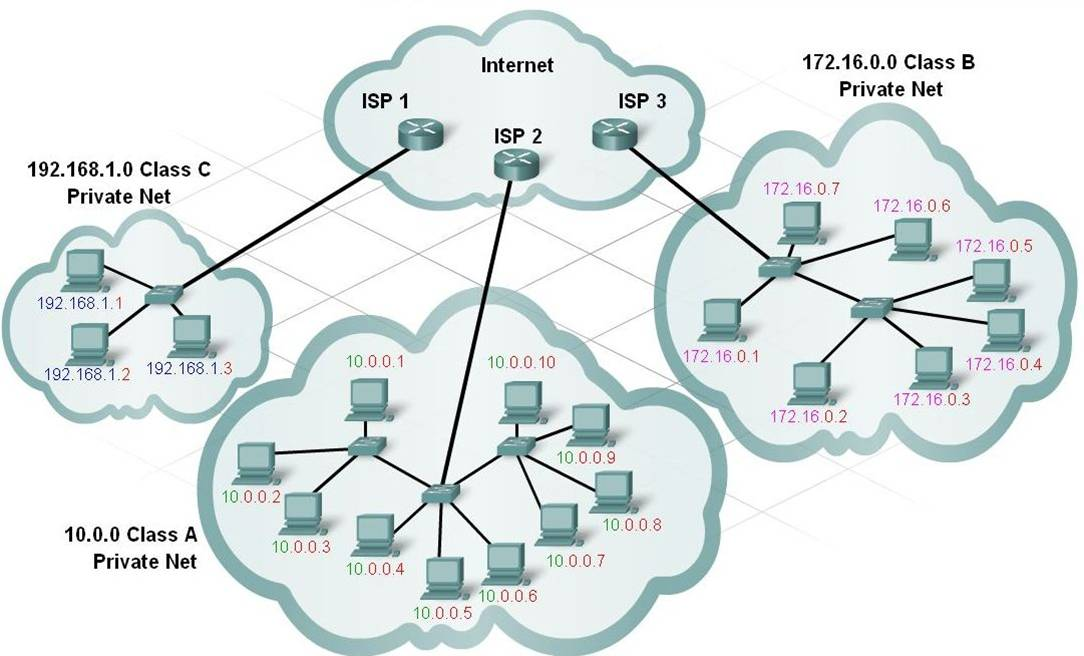 Internet
ISP 1
ISP 2
ISP 3
172.16.0.0 Class B
Private Net
172.16.0.7
172.16.0.6
172.16.0.5
172.16.0.1
172.16.0.4
172.16.0.3
172.16.0.2
192.168.1.0 Class C
Private Net
192.168.1.1
192.168.1.2
192.168.1.3
10.0.0.1
10.0.0.10
10.0.0.9
10.0.0.2
10.0.0.8
10.0.0.3
10.0.0.4
10.0.0.7
10.0.0.5
10.0.0.6
10.0.0 Class A
Private Net